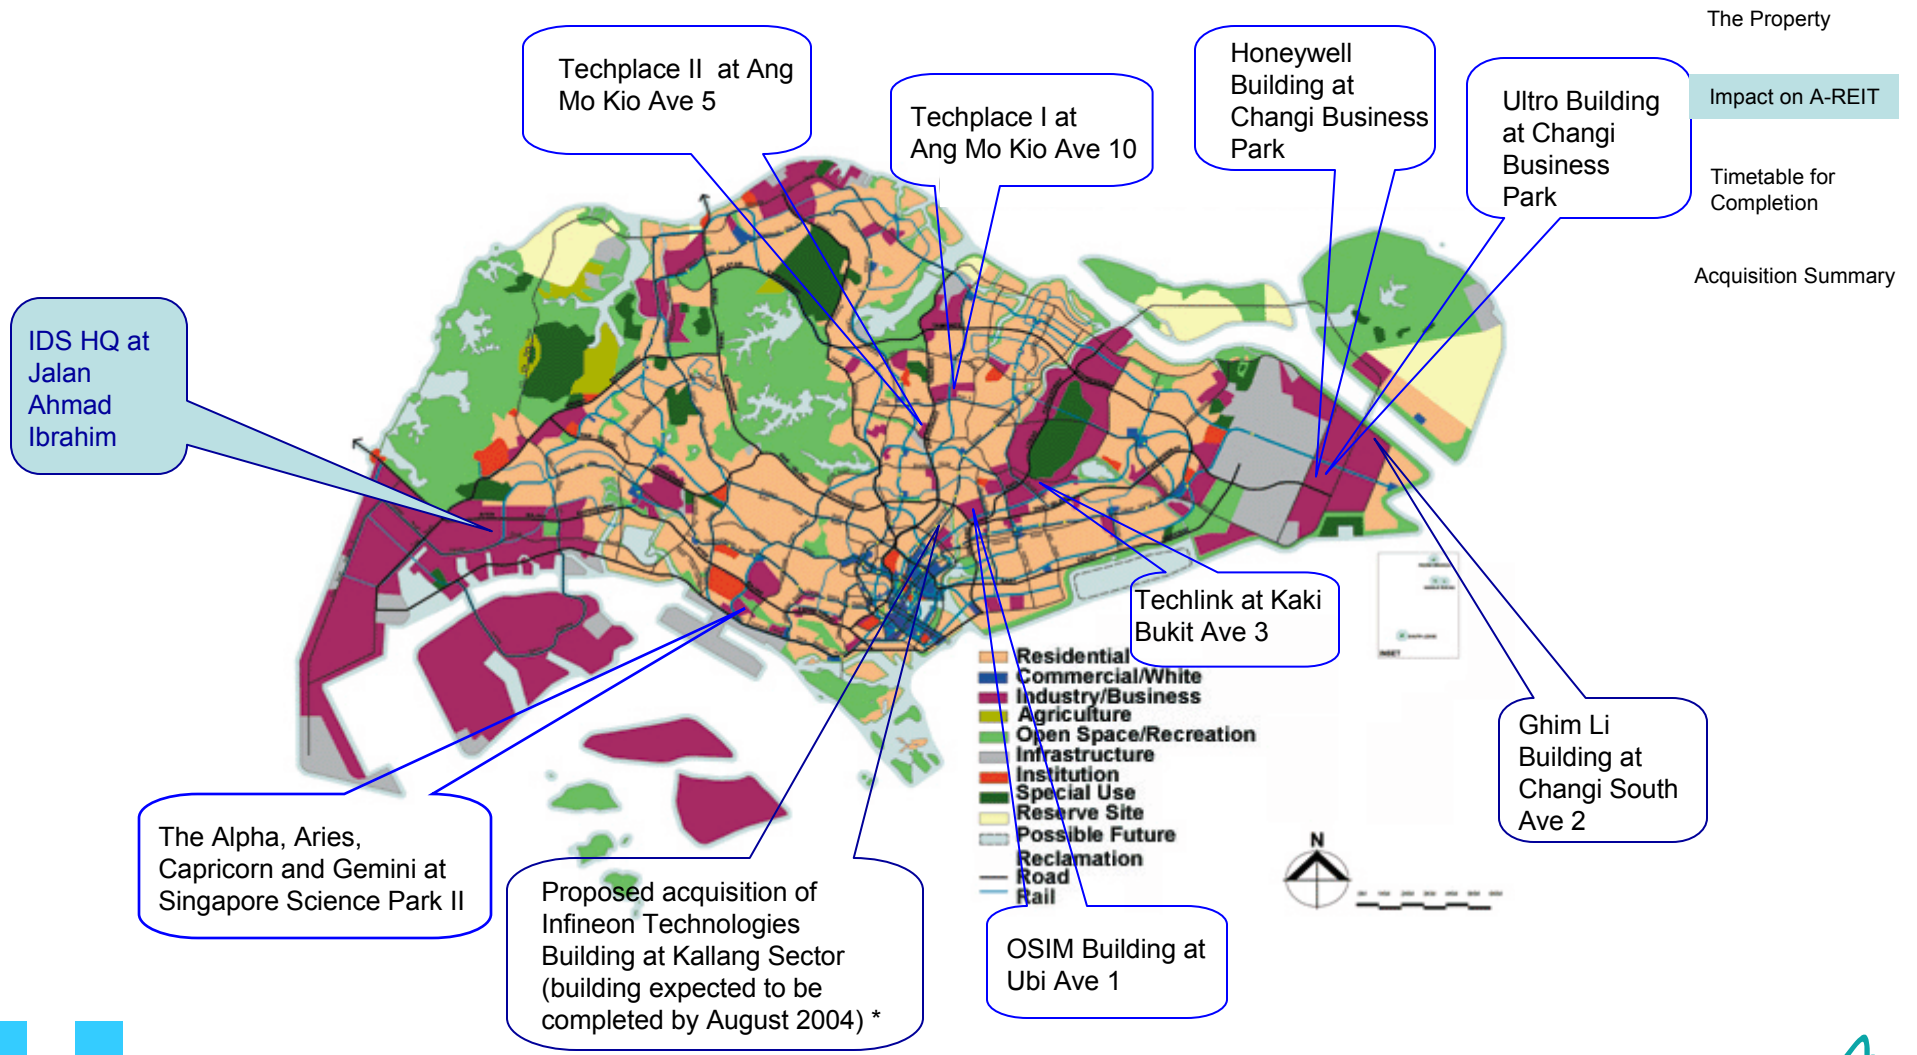 The Property
Impact on A-REIT
Timetable for
Completion
Acquisition Summary
Techplace II at Ang
Mo Kio Ave 5
Techplace I at
Ang Mo Kio Ave 10
Honeywell
Building at
Changi Business
Park
Ultro Building
at Changi
Business
Park
IDS HQ at
Jalan
Ahmad
Ibrahim
Techlink at Kaki
Bukit Ave 3
Residential
Commercial/White
Industry/Business
Agriculture
Open Space/Recreation
Infrastructure
Institution
Special Use
Reserve Site
Possible Future
Reclamation
Road
Rail
INSET
N
Ghim Li
Building at
Changi South
Ave 2
The Alpha, Aries,
Capricorn and Gemini at
Singapore Science Park II
Proposed acquisition of
Infineon Technologies
Building at Kallang Sector
(building expected to be
completed by August 2004) *
OSIM Building at
Ubi Ave 1